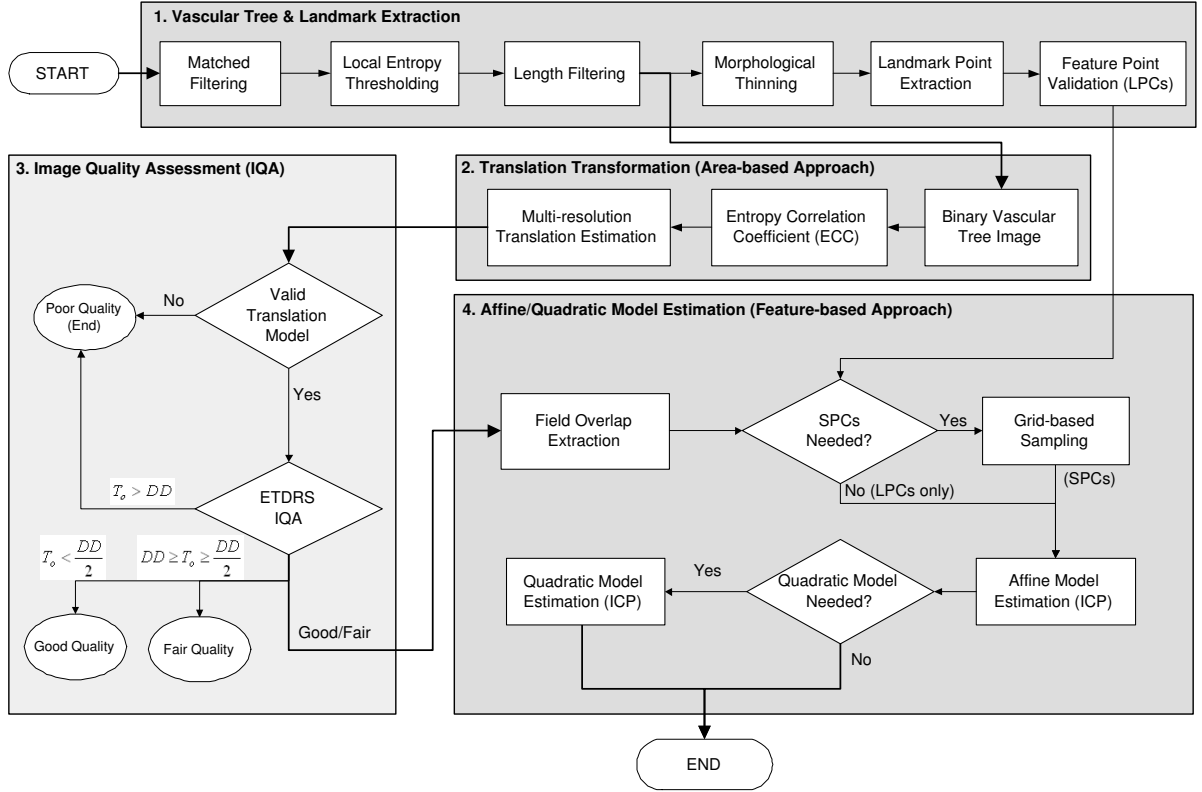 1. Vascular Tree & Landmark Extraction
START
Matched
Filtering
Local Entropy
Thresholding
Length Filtering
Morphological
Thinning
Landmark Point
Extraction
Feature Point
Validation (LPCs)
2. Translation Transformation (Area-based Approach)
Multi-resolution
Translation Estimation
Entropy Correlation
Coefficient (ECC)
Binary Vascular
Tree Image
3. Image Quality Assessment (IQA)
Valid
Translation
Model
No
Poor Quality
(End)
Yes
ETDRS
IQA
T_o > DD
T_o < DD/2
DD ≥ T_o ≥ DD/2
Good Quality
Fair Quality
Good/Fair
4. Affine/Quadratic Model Estimation (Feature-based Approach)
Field Overlap
Extraction
SPCs
Needed?
Yes
Grid-based
Sampling
(SPCs)
No (LPCs only)
Affine Model
Estimation (ICP)
Quadratic Model
Needed?
Yes
Quadratic Model
Estimation (ICP)
No
END